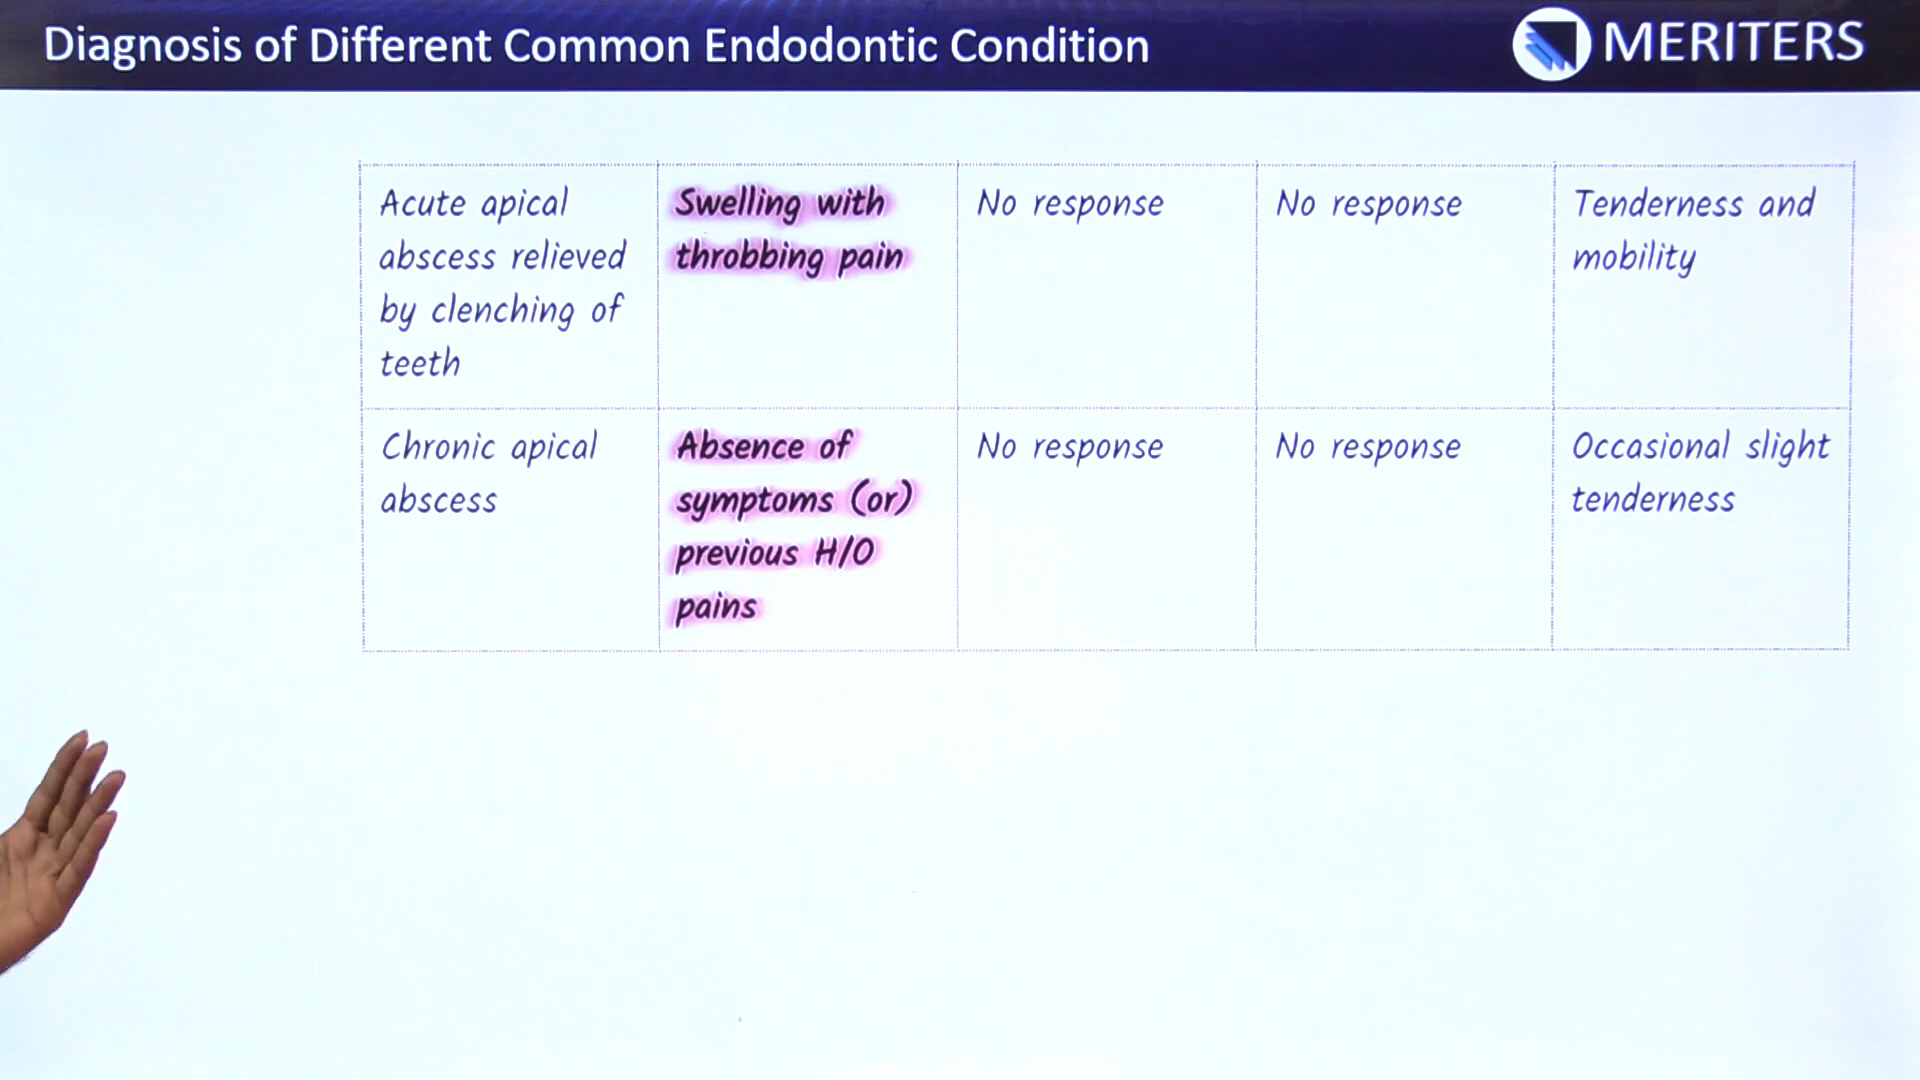 Diagnosis of Different Common Endodontic Condition
MERITERS
Acute apical
abscess relieved
by clenching of
teeth
Swelling with
throbbing pain
No response
No response
Tenderness and
mobility
Chronic apical
abscess
Absence of
symptoms (or)
previous H/O
pains
No response
No response
Occasional slight
tenderness